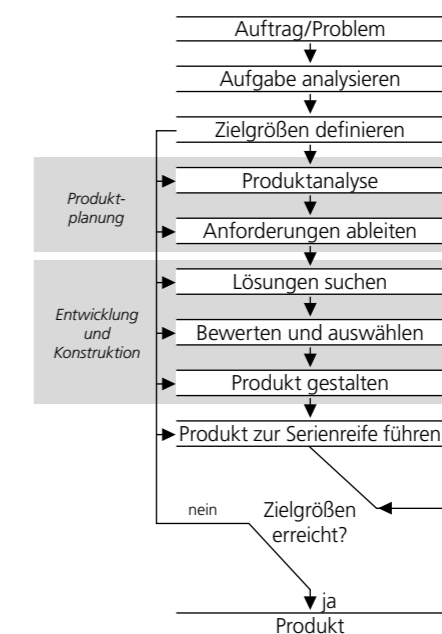 Auftrag/Problem
Aufgabe analysieren
Zielgrößen definieren
Produkt-
planung
Produktanalyse
Anforderungen ableiten
Entwicklung
und
Konstruktion
Lösungen suchen
Bewerten und auswählen
Produkt gestalten
Produkt zur Serienreife führen
nein
Zielgrößen
erreicht?
ja
Produkt